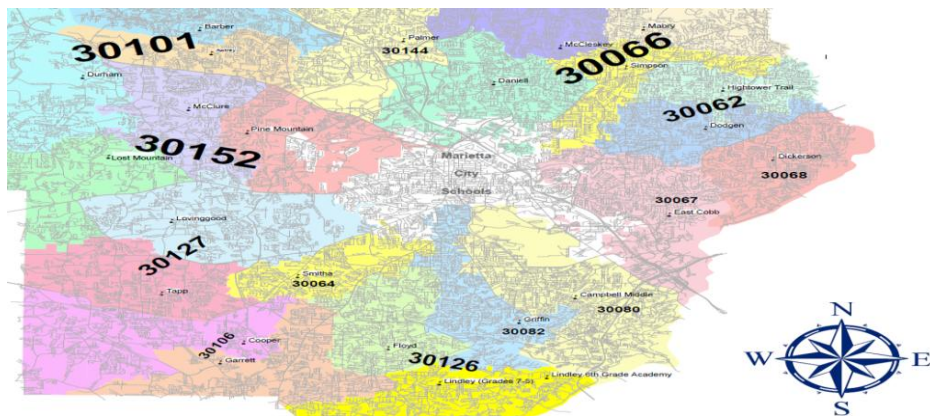 Barber
Mabry
Palmer
30101
30144
McCleskey
30066
Simpson
Durham
Daniell
Hightower Trail
McClure
30062
Dodgen
Pine Mountain
30152
Lost Mountain
Marietta
City
Schools
Dickerson
30068
30067
East Cobb
Lovinggood
30127
Smitha
30064
Tapp
Campbell Middle
30080
Griffin
30082
30106
Cooper
Floyd
Garrett
30126
Lindley (Grades 7-8)
Lindley 6th Grade Academy
N
W
E
S